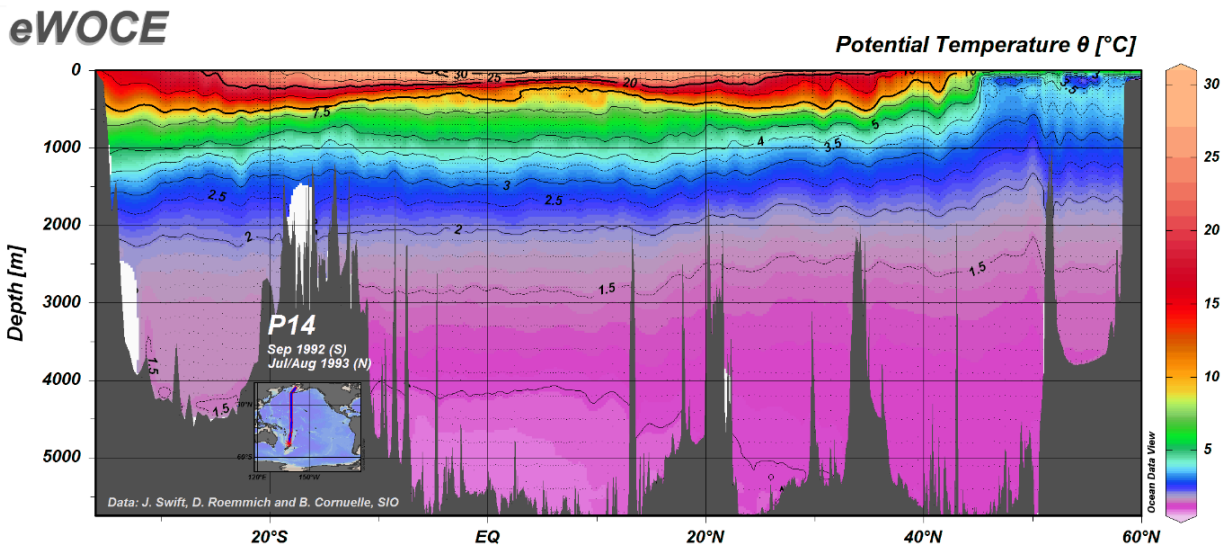 eWOCE
Potential Temperature θ [°C]
0
1000
2000
3000
4000
5000
Depth [m]
30
25
20
7.5
5
4
3.5
3
2.5
2.5
2
2
1.5
1.5
1.5
1.5
P14
Sep 1992 (S)
Jul/Aug 1993 (N)
60°S
120°E
150°W
Data: J. Swift, D. Roemmich and B. Cornuelle, SIO
20°S
EQ
20°N
40°N
60°N
30
25
20
15
10
5
Ocean Data View